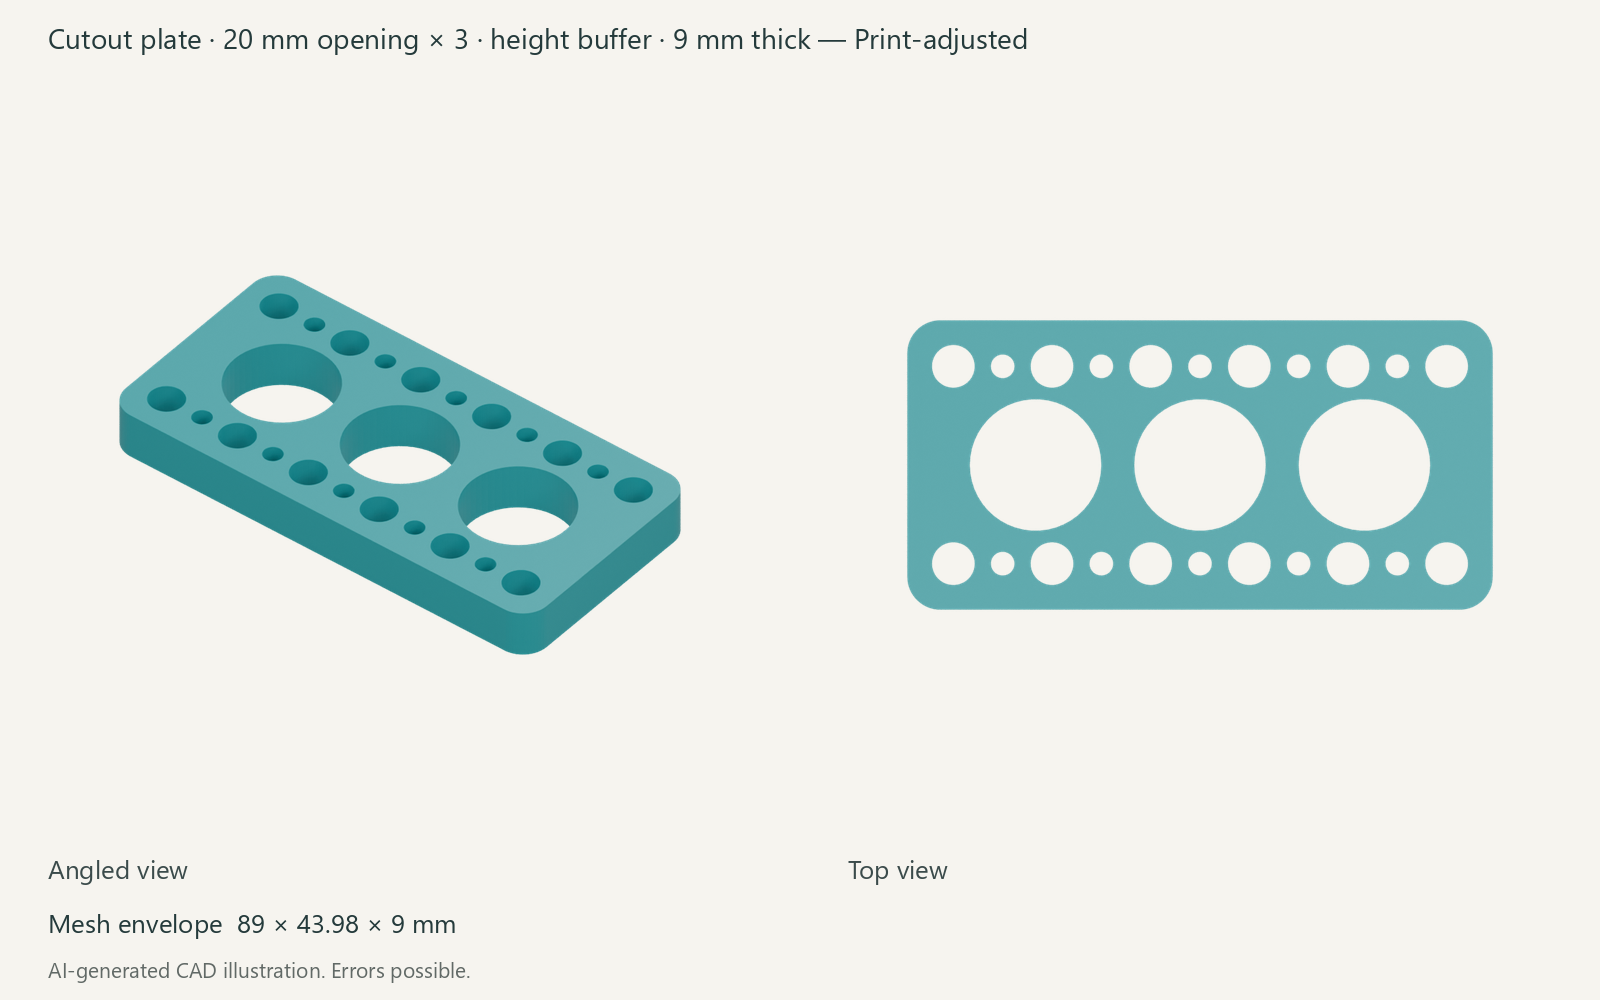 Cutout plate · 20 mm opening × 3 · height buffer · 9 mm thick — Print-adjusted
Angled view
Top view
Mesh envelope  89 × 43.98 × 9 mm
AI-generated CAD illustration. Errors possible.